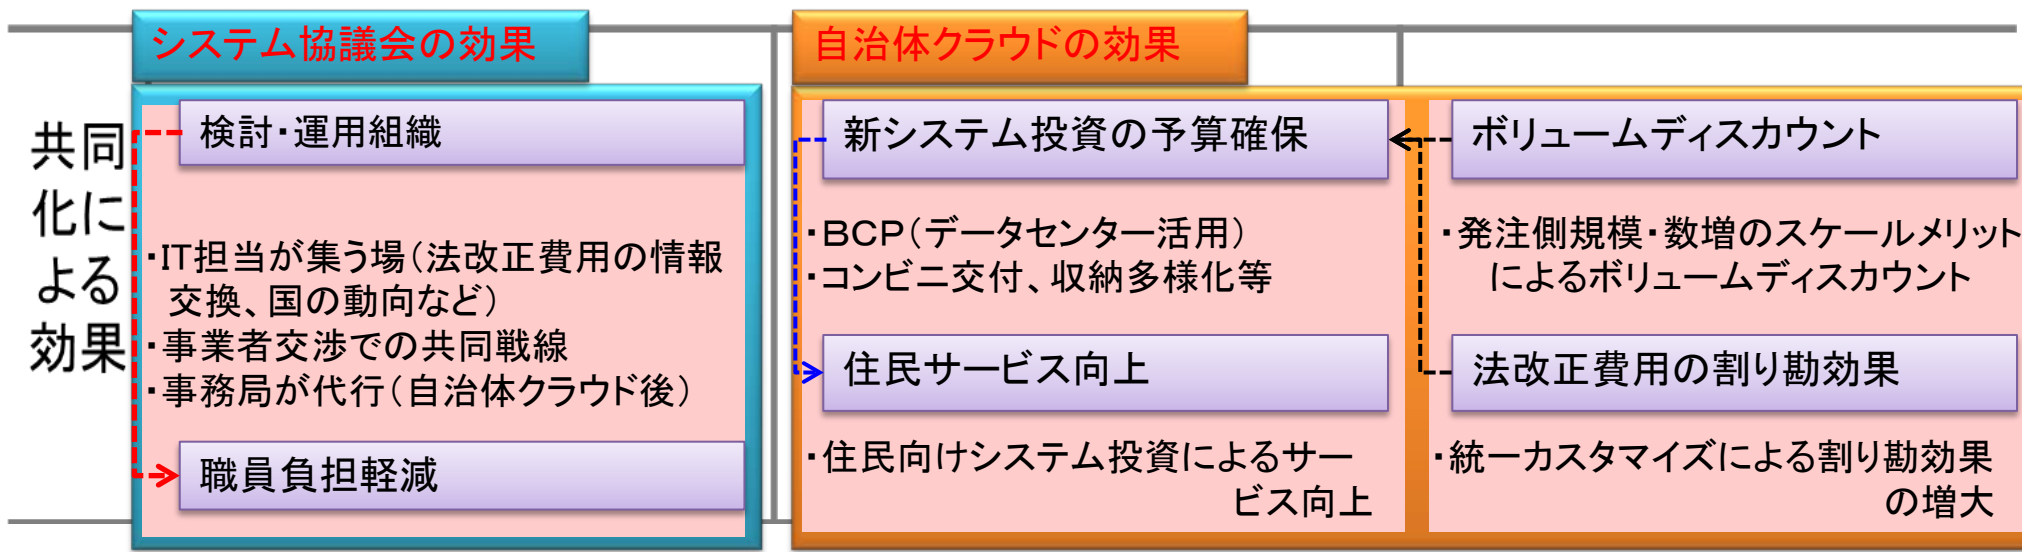 共同
化に
よる
効果
システム協議会の効果
検討・運用組織
・IT担当が集う場(法改正費用の情報
交換、国の動向など)
・事業者交渉での共同戦線
・事務局が代行(自治体クラウド後)
職員負担軽減
自治体クラウドの効果
新システム投資の予算確保
・BCP(データセンター活用)
・コンビニ交付、収納多様化等
住民サービス向上
・住民向けシステム投資によるサー
ビス向上
ボリュームディスカウント
・発注側規模・数増のスケールメリット
によるボリュームディスカウント
法改正費用の割り勘効果
・統一カスタマイズによる割り勘効果
の増大